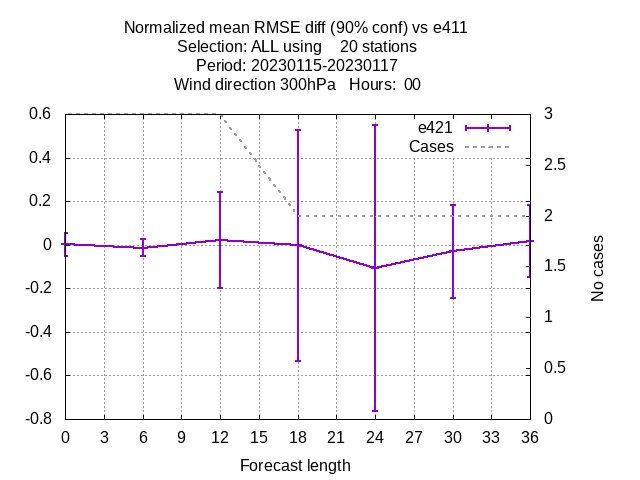 Normalized mean RMSE diff (90% conf) vs e411
Selection: ALL using    20 stations
Period: 20230115-20230117
Wind direction 300hPa   Hours:  00
e421
Cases
0.6
0.4
0.2
0
-0.2
-0.4
-0.6
-0.8
3
2.5
2
1.5
1
0.5
0
No cases
0 3 6 9 12 15 18 21 24 27 30 33 36
Forecast length